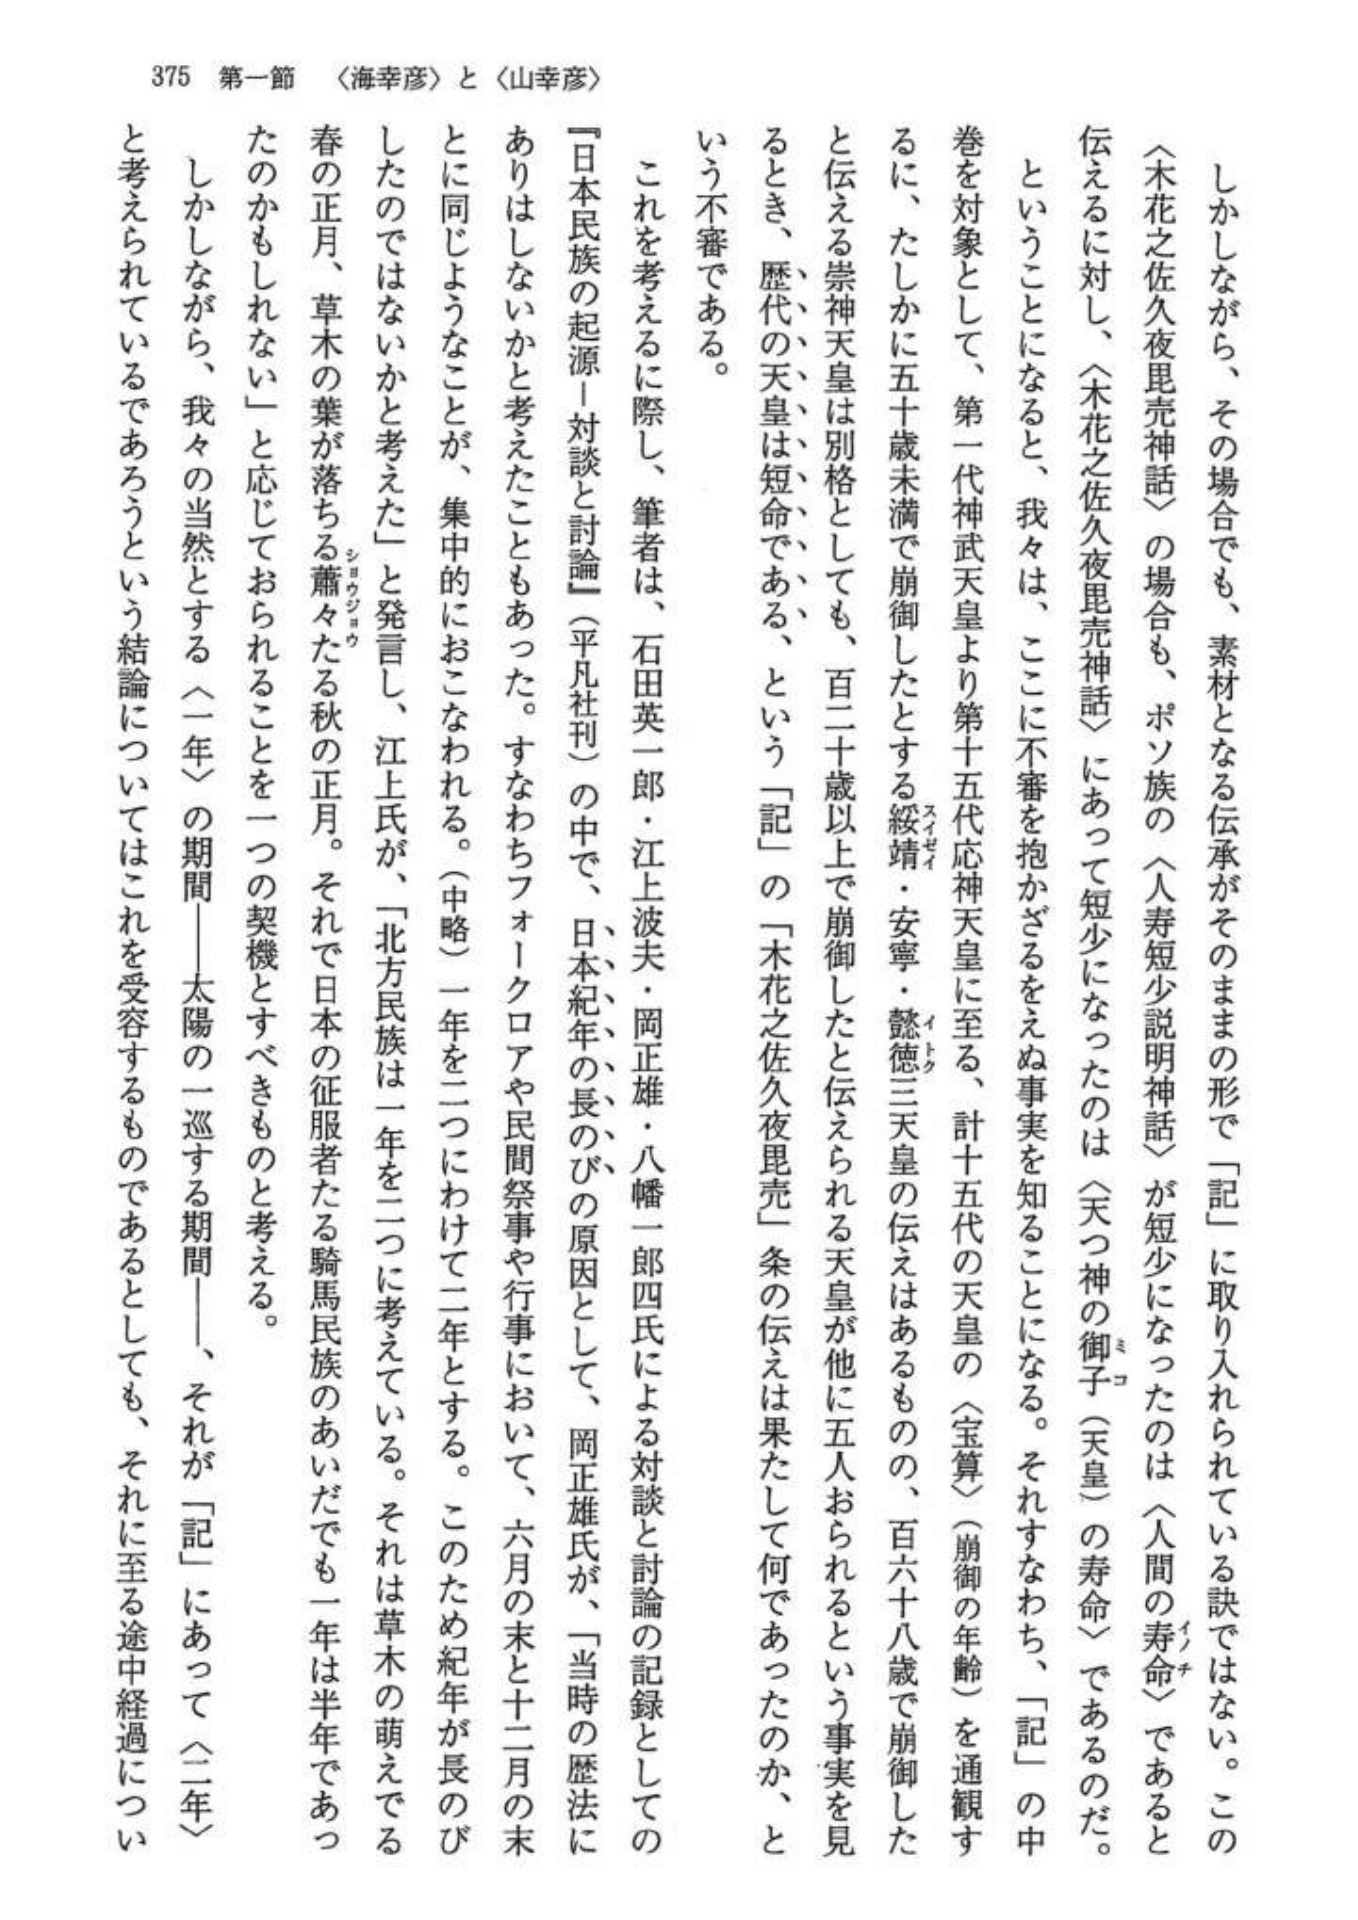 375　第一節　〈海幸彦〉と〈山幸彦〉
しかしながら、その場合でも、素材となる伝承がそのままの形で「記」に取り入れられている訣ではない。この
〈木花之佐久夜毘売神話〉の場合も、ポソ族の〈人寿短少説明神話〉が短少になったのは〈人間の寿命〉であると
イノチ
伝えるに対し、〈木花之佐久夜毘売神話〉にあって短少になったのは〈天つ神の御子（天皇）の寿命〉であるのだ。
ミコ
ということになると、我々は、ここに不審を抱かざるをえぬ事実を知ることになる。それすなわち、「記」の中
巻を対象として、第一代神武天皇より第十五代応神天皇に至る、計十五代の天皇の〈宝算〉（崩御の年齢）を通観す
るに、たしかに五十歳未満で崩御したとする綏靖・安寧・懿徳三天皇の伝えはあるものの、百六十八歳で崩御した
スイゼイ
イトク
と伝える崇神天皇は別格としても、百二十歳以上で崩御したと伝えられる天皇が他に五人おられるという事実を見
るとき、歴代の天皇は短命である、という「記」の「木花之佐久夜毘売」条の伝えは果たして何であったのか、と
いう不審である。
これを考えるに際し、筆者は、石田英一郎・江上波夫・岡正雄・八幡一郎四氏による対談と討論の記録としての
『日本民族の起源―対談と討論』（平凡社刊）の中で、日本紀年の長のびの原因として、岡正雄氏が、「当時の歴法に
ありはしないかと考えたこともあった。すなわちフォークロアや民間祭事や行事において、六月の末と十二月の末
とに同じようなことが、集中的におこなわれる。（中略）一年を二つにわけて二年とする。このため紀年が長のび
したのではないかと考えた」と発言し、江上氏が、「北方民族は一年を二つに考えている。それは草木の萌えでる
春の正月、草木の葉が落ちる蕭々たる秋の正月。それで日本の征服者たる騎馬民族のあいだでも一年は半年であっ
ショウジョウ
たのかもしれない」と応じておられることを一つの契機とすべきものと考える。
しかしながら、我々の当然とする〈一年〉の期間――太陽の一巡する期間――、それが「記」にあって〈二年〉
と考えられているであろうという結論についてはこれを受容するものであるとしても、それに至る途中経過につい